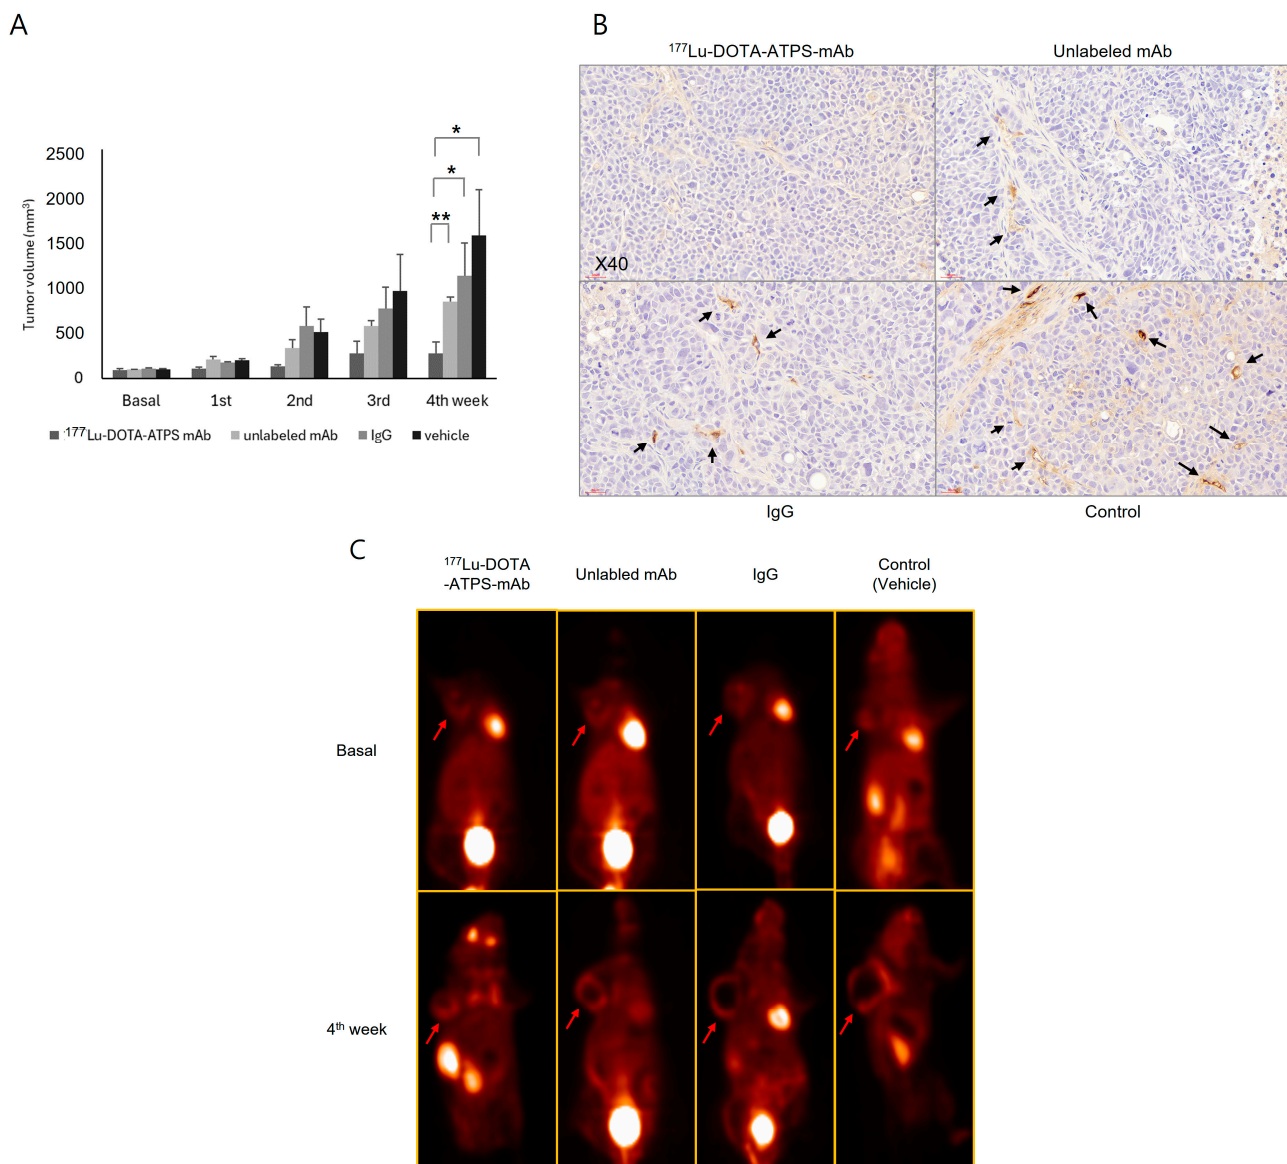 A
2500
2000
1500
1000
500
0
Tumor volume (mm³)
*
*
**
Basal 1st 2nd 3rd 4th week
¹⁷⁷Lu-DOTA-ATPS mAb unlabeled mAb IgG vehicle
B
¹⁷⁷Lu-DOTA-ATPS-mAb Unlabeled mAb
X40
IgG Control
C
¹⁷⁷Lu-DOTA
-ATPS-mAb
Unlabled mAb
IgG
Control
(Vehicle)
Basal
4ᵗʰ week